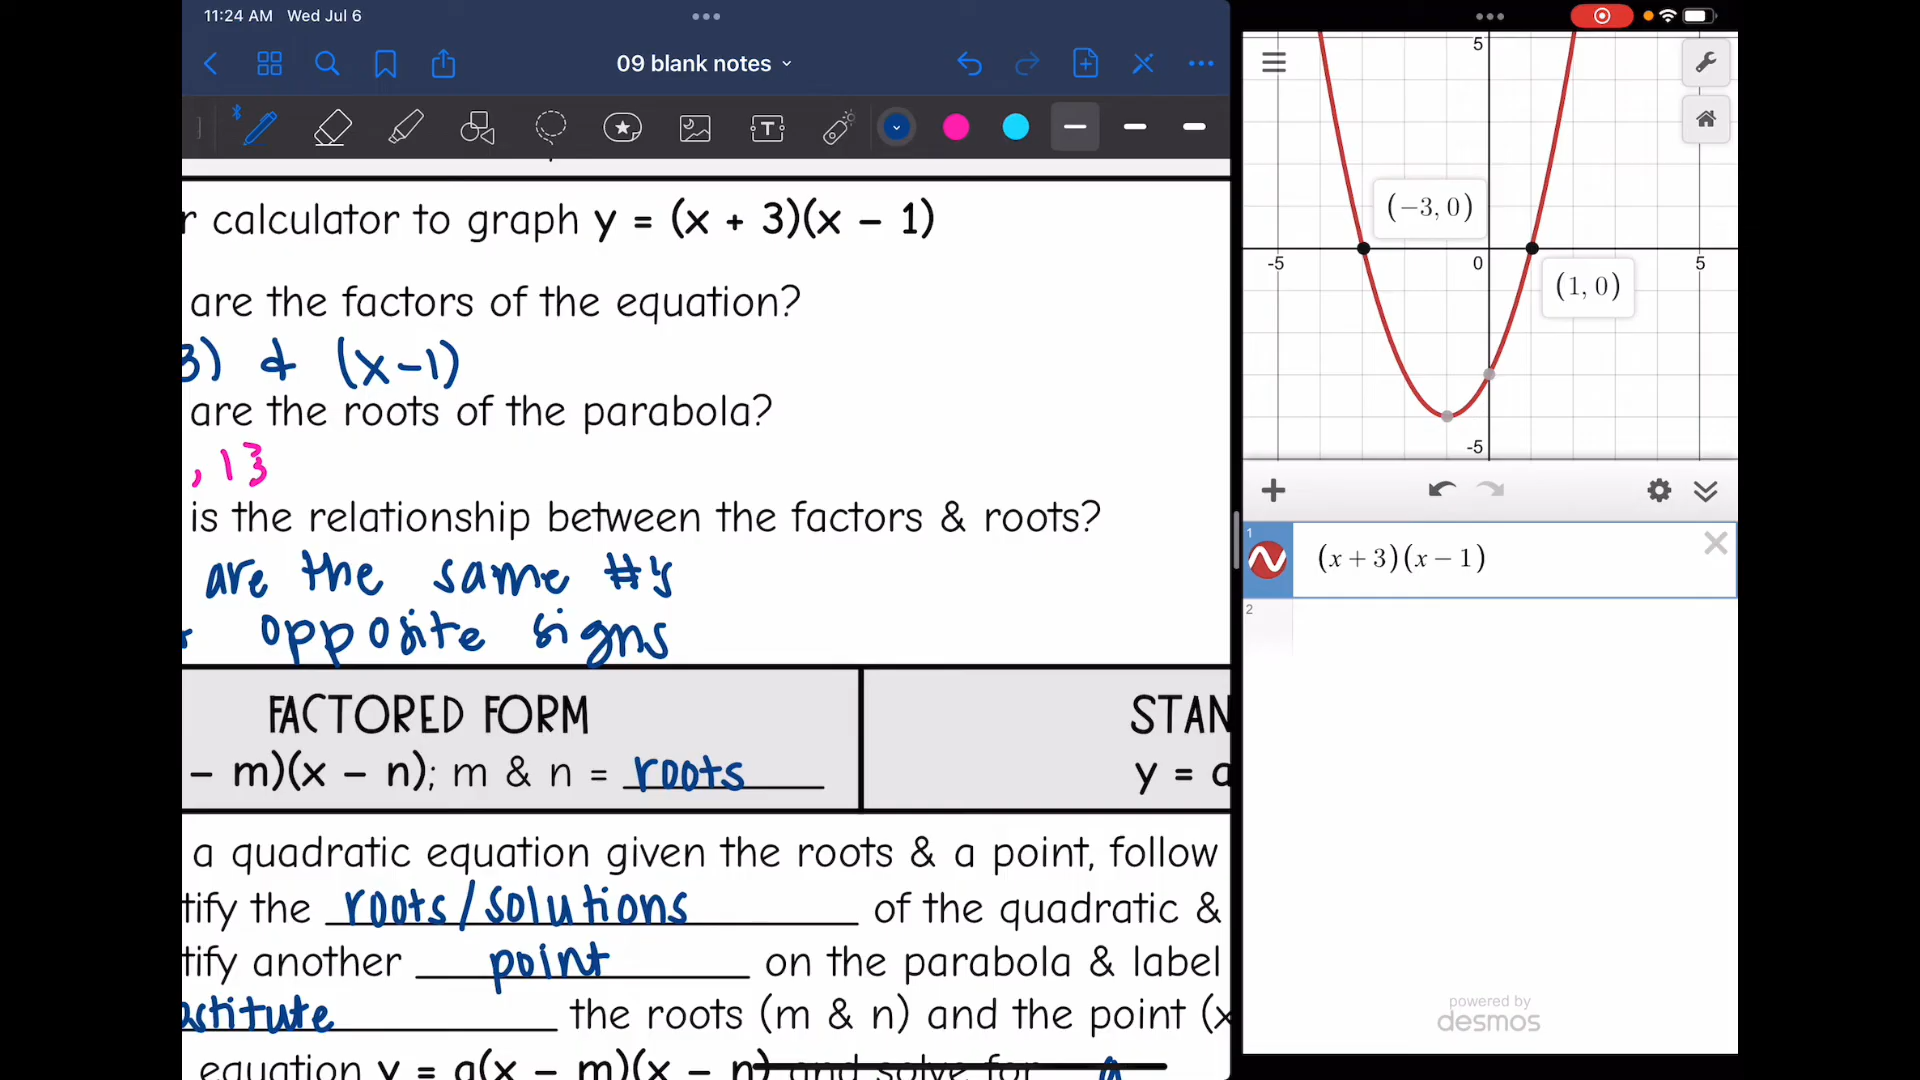 11:24 AM Wed Jul 6
09 blank notes
T
r calculator to graph y = (x + 3)(x − 1)
are the factors of the equation?
3) & (x−1)
are the roots of the parabola?
, 1}
is the relationship between the factors & roots?
are the same #'s
opposite signs
FACTORED FORM
STAN
− m)(x − n); m & n = roots
y = a
a quadratic equation given the roots & a point, follow
tify the roots/solutions of the quadratic &
tify another point on the parabola & label
stitute the roots (m & n) and the point (x
equation y = a(x − m)(x − n) and solve for a
5
(−3, 0)
-5
0
5
(1, 0)
-5
1
(x + 3)(x − 1)
2
powered by
desmos